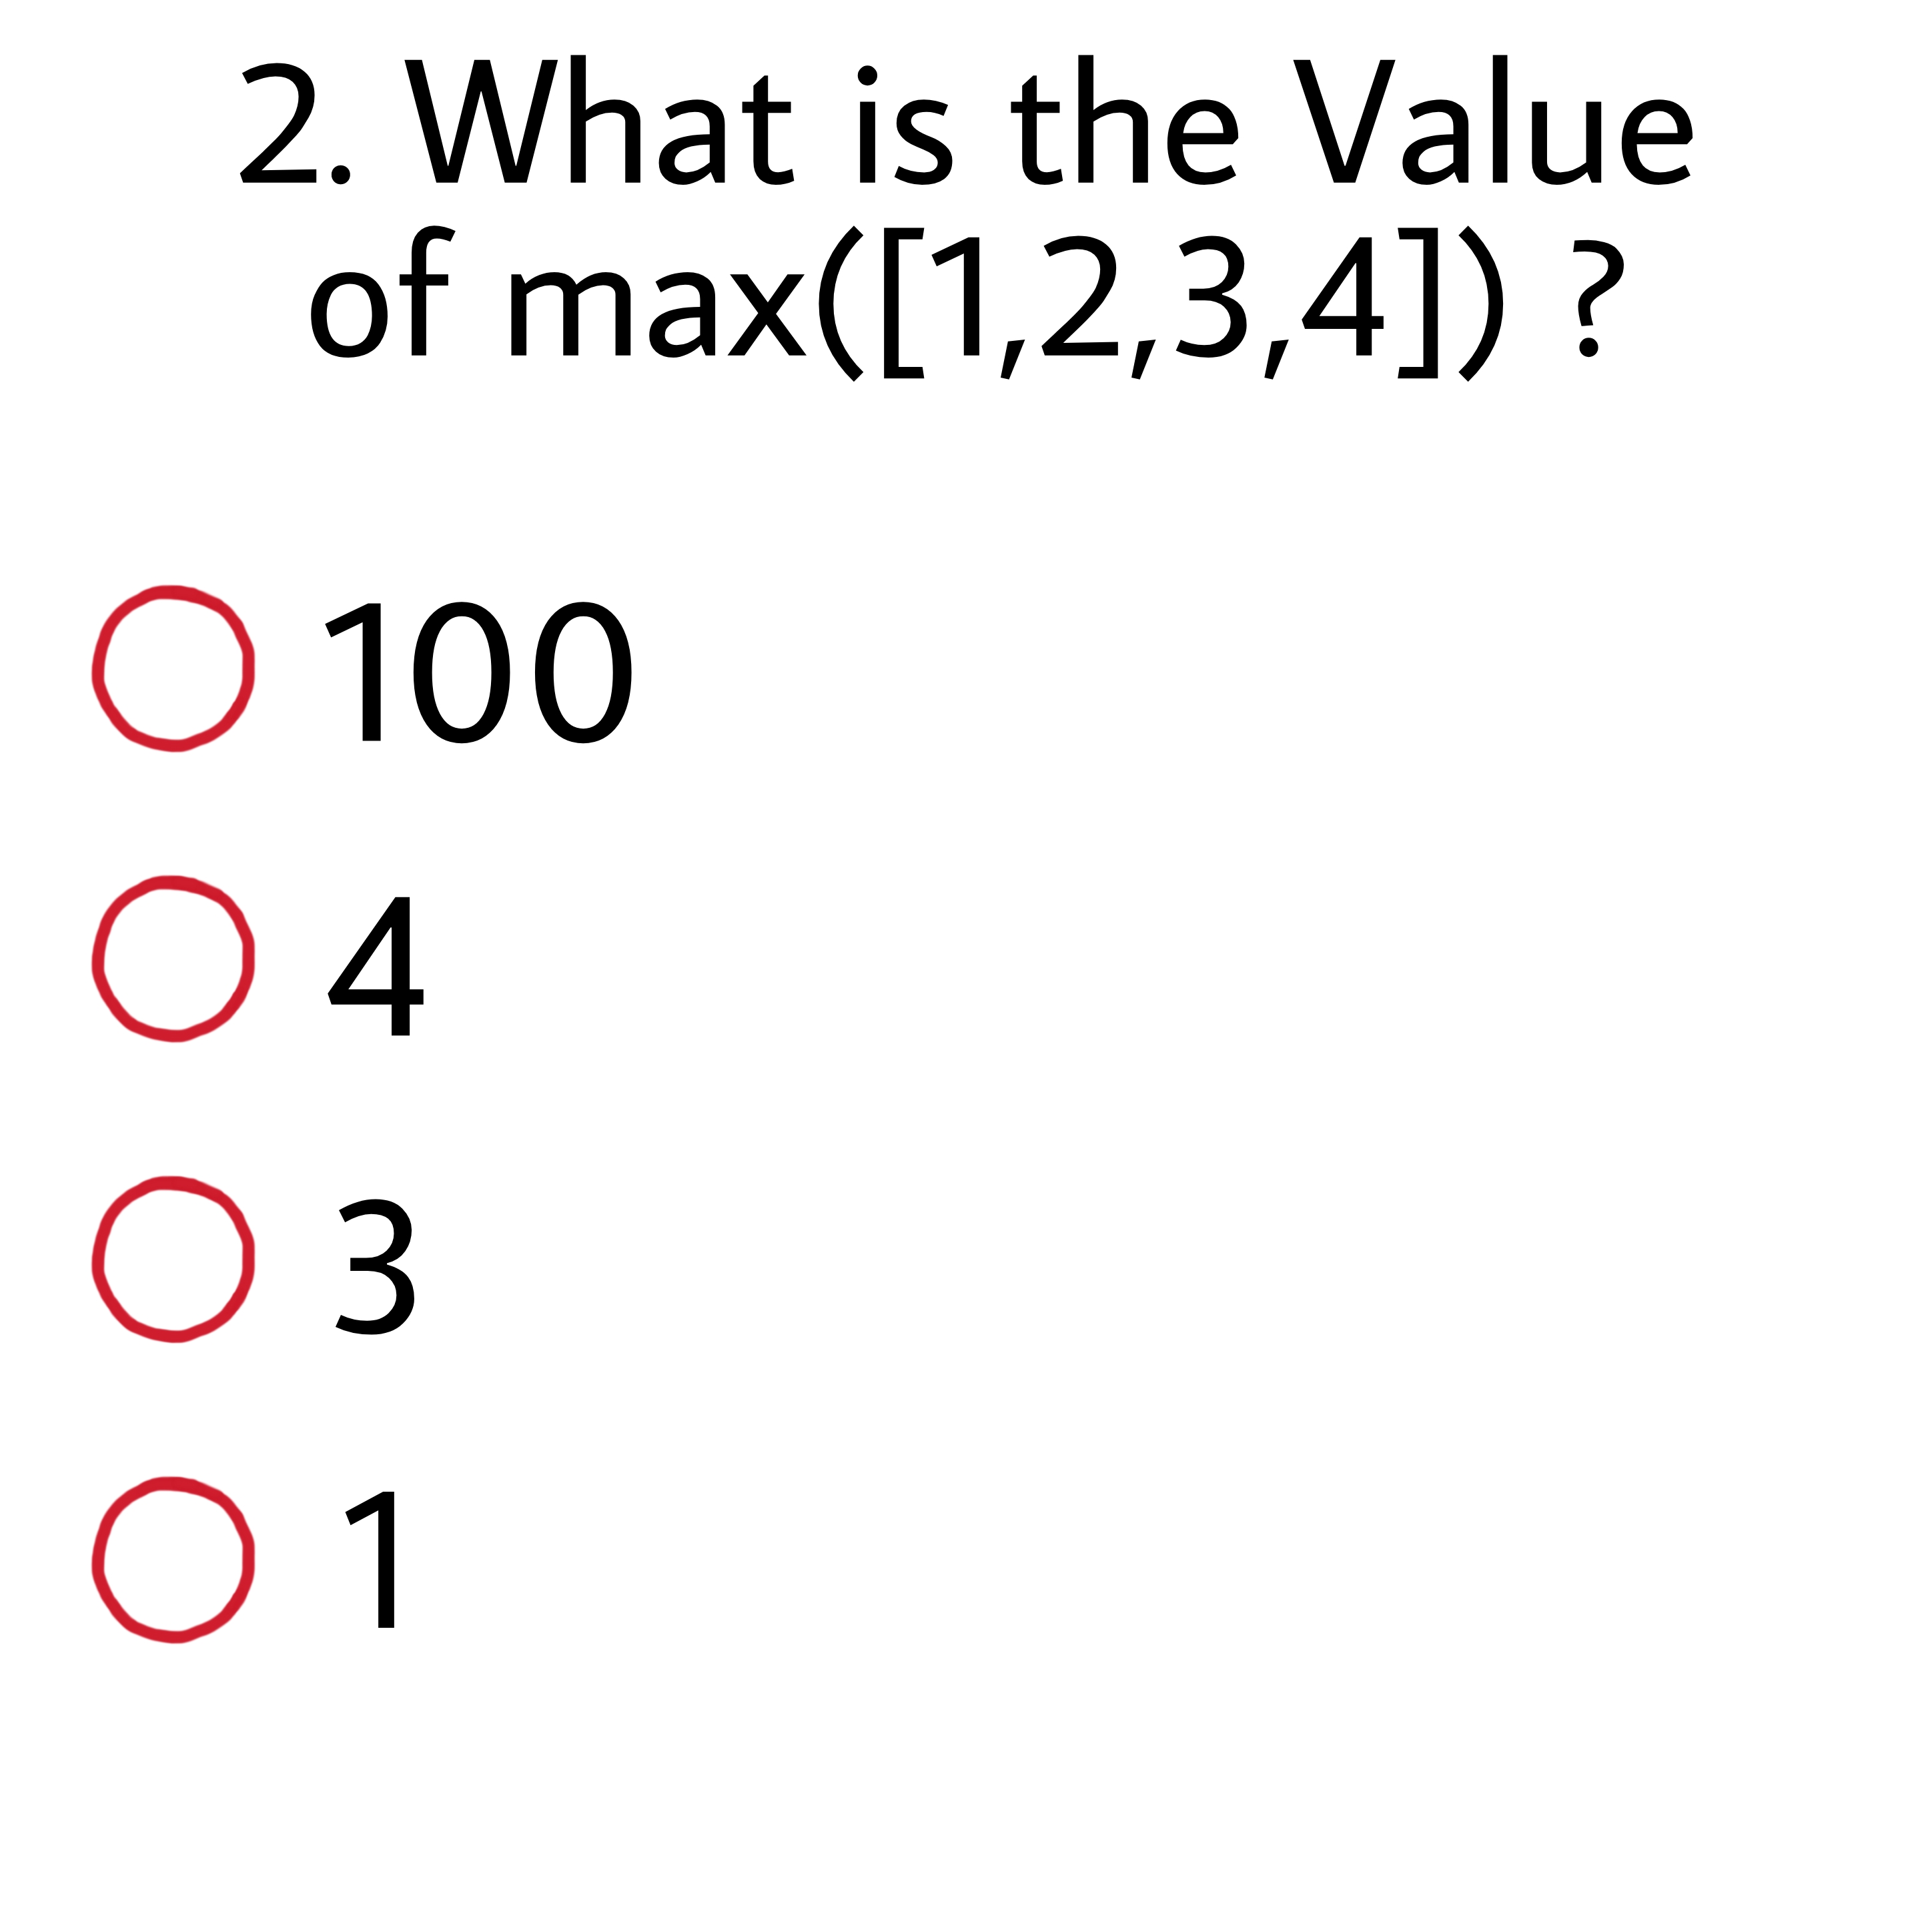 2. What is the Value
of max([1,2,3,4]) ?
100
4
3
1